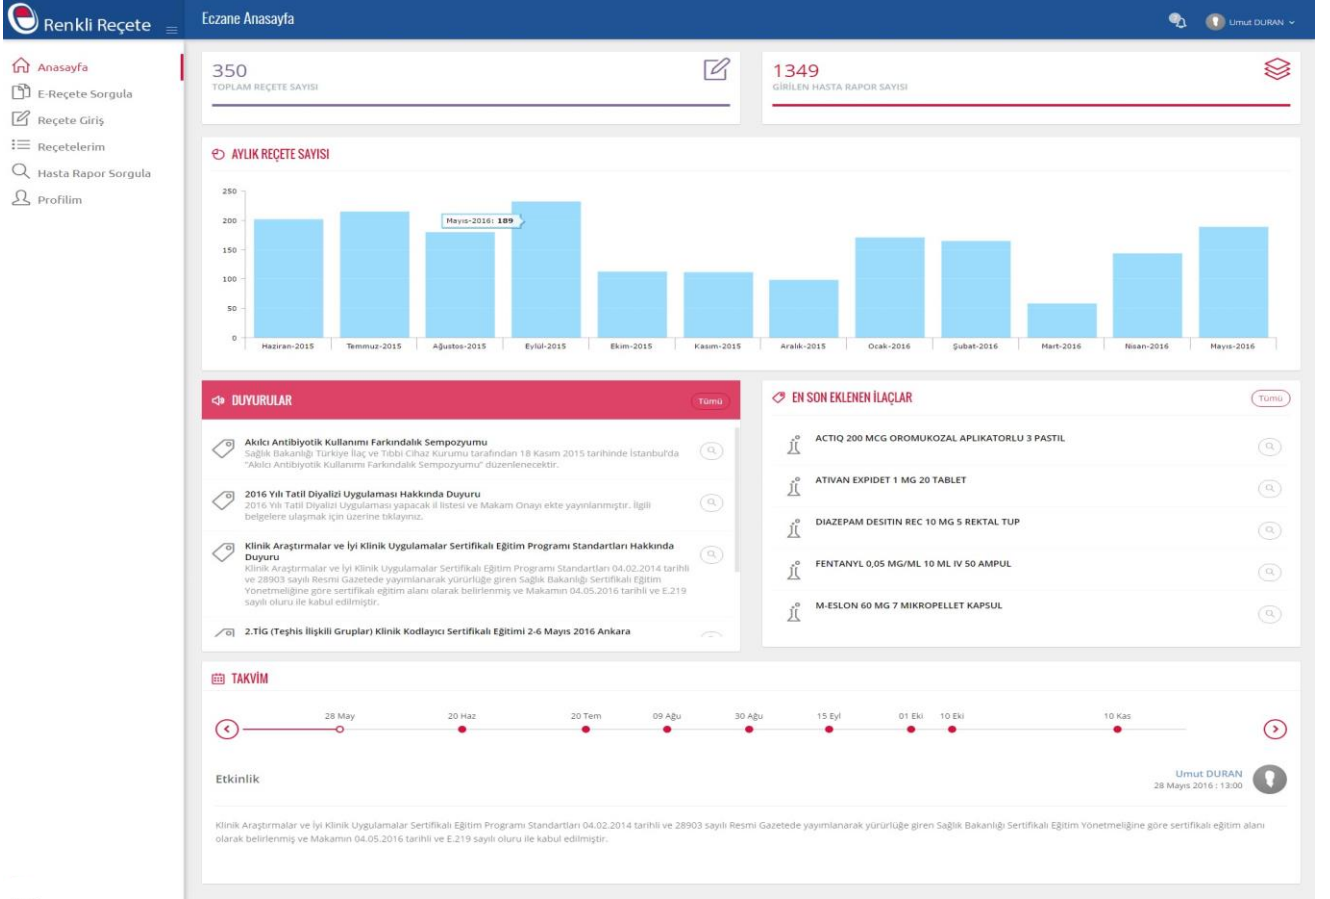 Renkli Reçete
Eczane Anasayfa
Umut DURAN
Anasayfa
E-Reçete Sorgula
Reçete Giriş
Reçetelerim
Hasta Rapor Sorgula
Profilim
350
TOPLAM REÇETE SAYISI
1349
GİRİLEN HASTA RAPOR SAYISI
AYLIK REÇETE SAYISI
250
200
150
100
50
0
Mayıs-2016: 189
Haziran-2015 Temmuz-2015 Ağustos-2015 Eylül-2015 Ekim-2015 Kasım-2015 Aralık-2015 Ocak-2016 Şubat-2016 Mart-2016 Nisan-2016 Mayıs-2016
DUYURULAR
Tümü
Akılcı Antibiyotik Kullanımı Farkındalık Sempozyumu
Sağlık Bakanlığı Türkiye İlaç ve Tıbbi Cihaz Kurumu tarafından 18 Kasım 2015 tarihinde İstanbul'da
"Akılcı Antibiyotik Kullanımı Farkındalık Sempozyumu" düzenlenecektir.
2016 Yılı Tatil Diyalizi Uygulaması Hakkında Duyuru
2016 Yılı Tatil Diyalizi Uygulaması yapacak il listesi ve Makam Onayı ekte yayınlanmıştır. İlgili
belgelere ulaşmak için üzerine tıklayınız.
Klinik Araştırmalar ve İyi Klinik Uygulamalar Sertifikalı Eğitim Programı Standartları Hakkında
Duyuru
Klinik Araştırmalar ve İyi Klinik Uygulamalar Sertifikalı Eğitim Programı Standartları 04.02.2014 tarihli
ve 28903 sayılı Resmi Gazetede yayımlanarak yürürlüğe giren Sağlık Bakanlığı Sertifikalı Eğitim
Yönetmeliğine göre sertifikalı eğitim alanı olarak belirlenmiş ve Makamın 04.05.2016 tarihli ve E.219
sayılı oluru ile kabul edilmiştir.
2.TİG (Teşhis İlişkili Gruplar) Klinik Kodlayıcı Sertifikalı Eğitimi 2-6 Mayıs 2016 Ankara
EN SON EKLENEN İLAÇLAR
Tümü
ACTIQ 200 MCG OROMUKOZAL APLIKATORLU 3 PASTIL
ATIVAN EXPIDET 1 MG 20 TABLET
DIAZEPAM DESITIN REC 10 MG 5 REKTAL TUP
FENTANYL 0,05 MG/ML 10 ML IV 50 AMPUL
M-ESLON 60 MG 7 MIKROPELLET KAPSUL
TAKVİM
28 May 20 Haz 20 Tem 09 Ağu 30 Ağu 15 Eyl 01 Eki 10 Eki 10 Kas
Etkinlik
Umut DURAN
28 Mayıs 2016 : 13:00
Klinik Araştırmalar ve İyi Klinik Uygulamalar Sertifikalı Eğitim Programı Standartları 04.02.2014 tarihli ve 28903 sayılı Resmi Gazetede yayımlanarak yürürlüğe giren Sağlık Bakanlığı Sertifikalı Eğitim Yönetmeliğine göre sertifikalı eğitim alanı
olarak belirlenmiş ve Makamın 04.05.2016 tarihli ve E.219 sayılı oluru ile kabul edilmiştir.